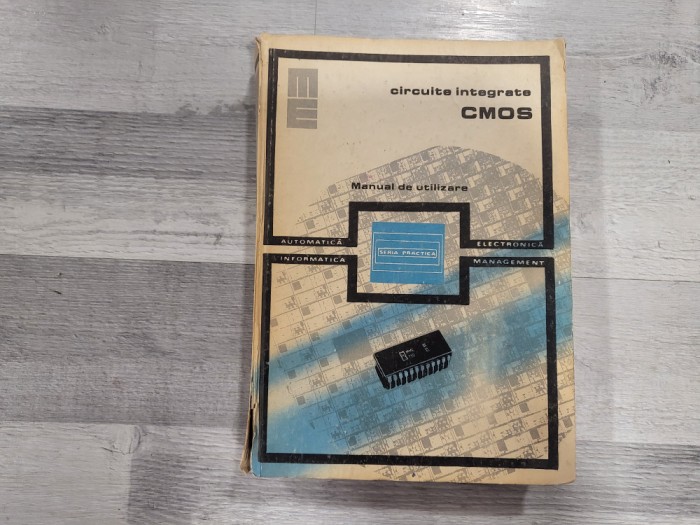 ME
circuite integrate
CMOS
Manual de utilizare
AUTOMATICĂ
ELECTRONICĂ
SERIA PRACTICĂ
INFORMATICĂ
MANAGEMENT